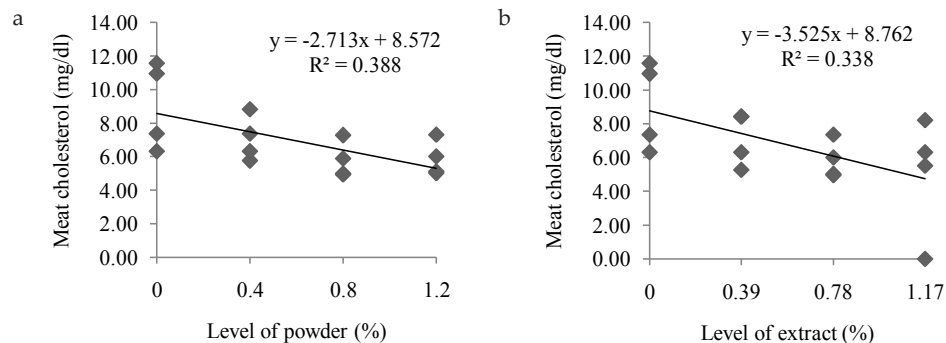 a
y = -2.713x + 8.572
R² = 0.388
Meat cholesterol (mg/dl)
14.00
12.00
10.00
8.00
6.00
4.00
2.00
0.00
0 0.4 0.8 1.2
Level of powder (%)
b
y = -3.525x + 8.762
R² = 0.338
Meat cholesterol (mg/dl)
14.00
12.00
10.00
8.00
6.00
4.00
2.00
0.00
0 0.39 0.78 1.17
Level of extract (%)